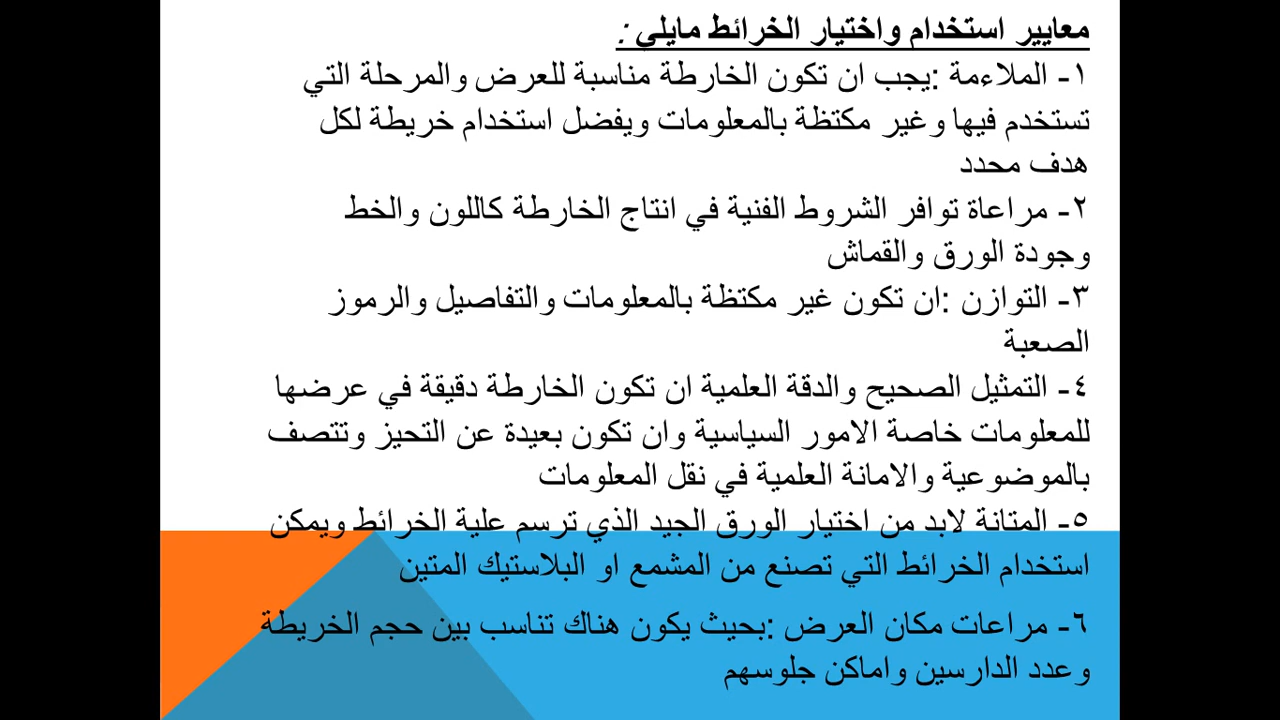 معايير استخدام واختيار الخرائط مايلي :
١- الملاءمة :يجب ان تكون الخارطة مناسبة للعرض والمرحلة التي
تستخدم فيها وغير مكتظة بالمعلومات ويفضل استخدام خريطة لكل
هدف محدد
٢- مراعاة توافر الشروط الفنية في انتاج الخارطة كاللون والخط
وجودة الورق والقماش
٣- التوازن :ان تكون غير مكتظة بالمعلومات والتفاصيل والرموز
الصعبة
٤- التمثيل الصحيح والدقة العلمية ان تكون الخارطة دقيقة في عرضها
للمعلومات خاصة الامور السياسية وان تكون بعيدة عن التحيز وتتصف
بالموضوعية والامانة العلمية في نقل المعلومات
٥- المتانة لابد من اختيار الورق الجيد الذي ترسم علية الخرائط ويمكن
استخدام الخرائط التي تصنع من المشمع او البلاستيك المتين
٦- مراعات مكان العرض :بحيث يكون هناك تناسب بين حجم الخريطة
وعدد الدارسين واماكن جلوسهم